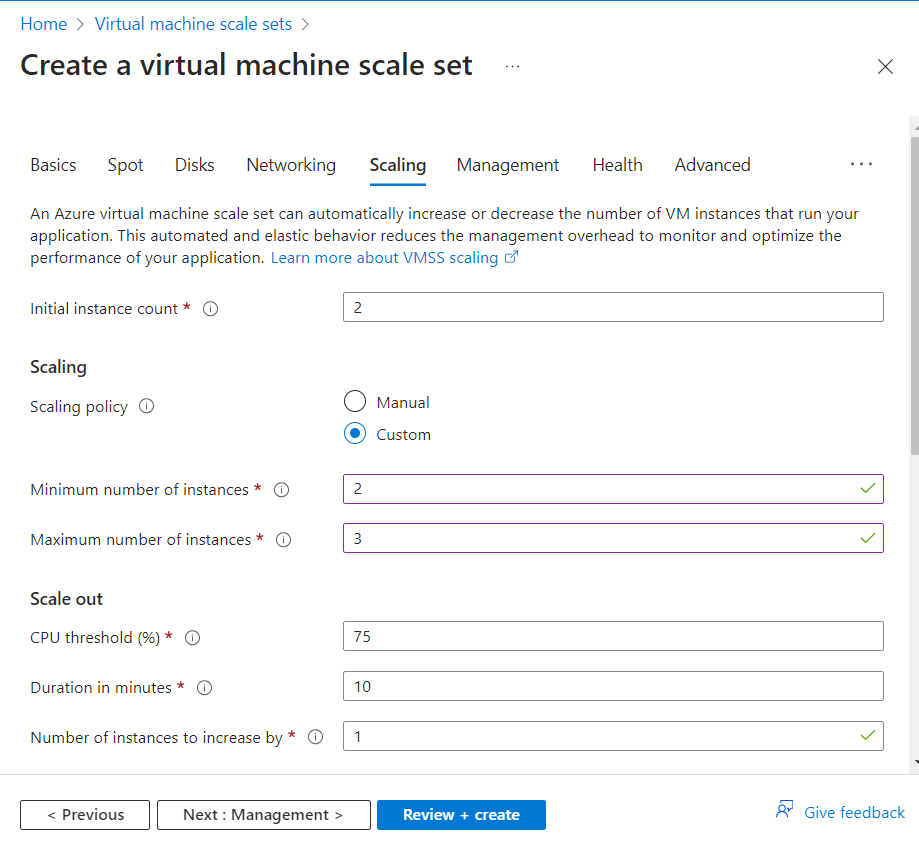 Home > Virtual machine scale sets >
Create a virtual machine scale set ...
Basics Spot Disks Networking Scaling Management Health Advanced ...
An Azure virtual machine scale set can automatically increase or decrease the number of VM instances that run your
application. This automated and elastic behavior reduces the management overhead to monitor and optimize the
performance of your application. Learn more about VMSS scaling
Initial instance count * 2
Scaling
Scaling policy Manual
Custom
Minimum number of instances * 2
Maximum number of instances * 3
Scale out
CPU threshold (%) * 75
Duration in minutes * 10
Number of instances to increase by * 1
< Previous Next : Management > Review + create Give feedback